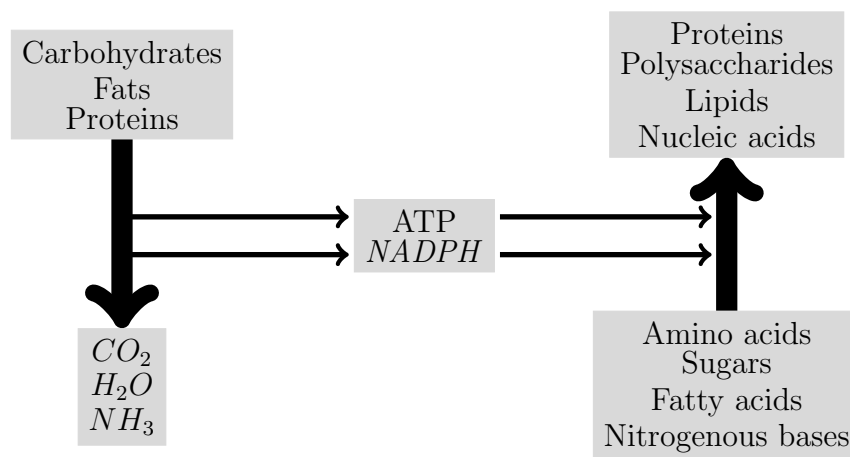 Carbohydrates
Fats
Proteins
Proteins
Polysaccharides
Lipids
Nucleic acids
ATP
NADPH
CO₂
H₂O
NH₃
Amino acids
Sugars
Fatty acids
Nitrogenous bases